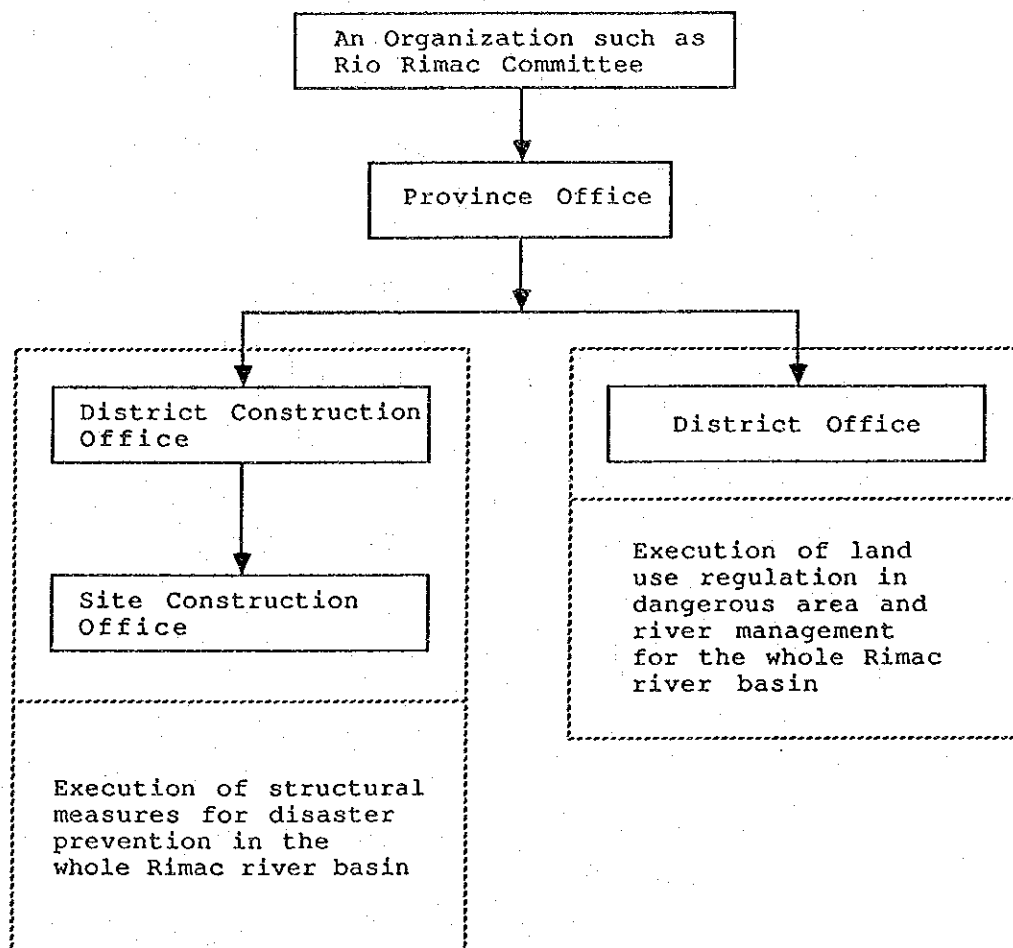 An Organization such as
Rio Rimac Committee
Province Office
District Construction
Office
District Office
Site Construction
Office
Execution of land
use regulation in
dangerous area and
river management
for the whole Rimac
river basin
Execution of structural
measures for disaster
prevention in the
whole Rimac river basin